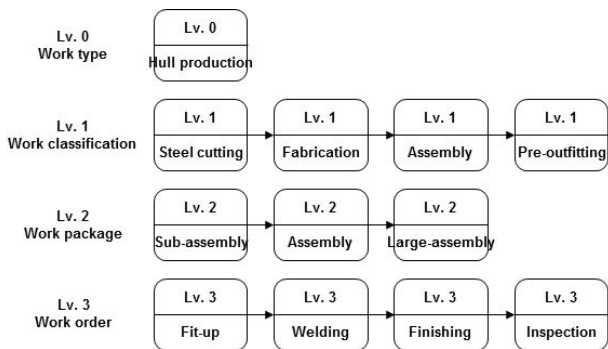 Lv. 0
Work type
Lv. 0
Hull production
Lv. 1
Work classification
Lv. 1
Steel cutting
Lv. 1
Fabrication
Lv. 1
Assembly
Lv. 1
Pre-outfitting
Lv. 2
Work package
Lv. 2
Sub-assembly
Lv. 2
Assembly
Lv. 2
Large-assembly
Lv. 3
Work order
Lv. 3
Fit-up
Lv. 3
Welding
Lv. 3
Finishing
Lv. 3
Inspection